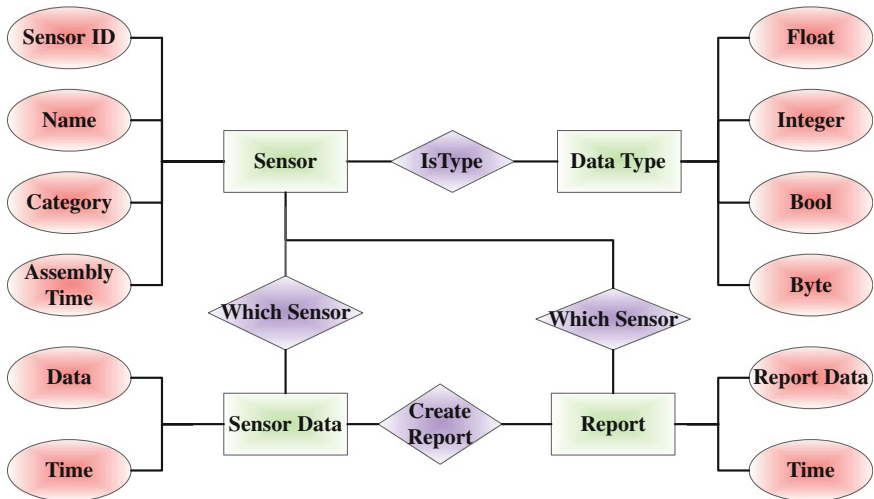 Sensor ID
Float
Name
Integer
Sensor
IsType
Data Type
Category
Bool
Assembly
Time
Byte
Which Sensor
Which Sensor
Data
Report Data
Sensor Data
Create
Report
Report
Time
Time